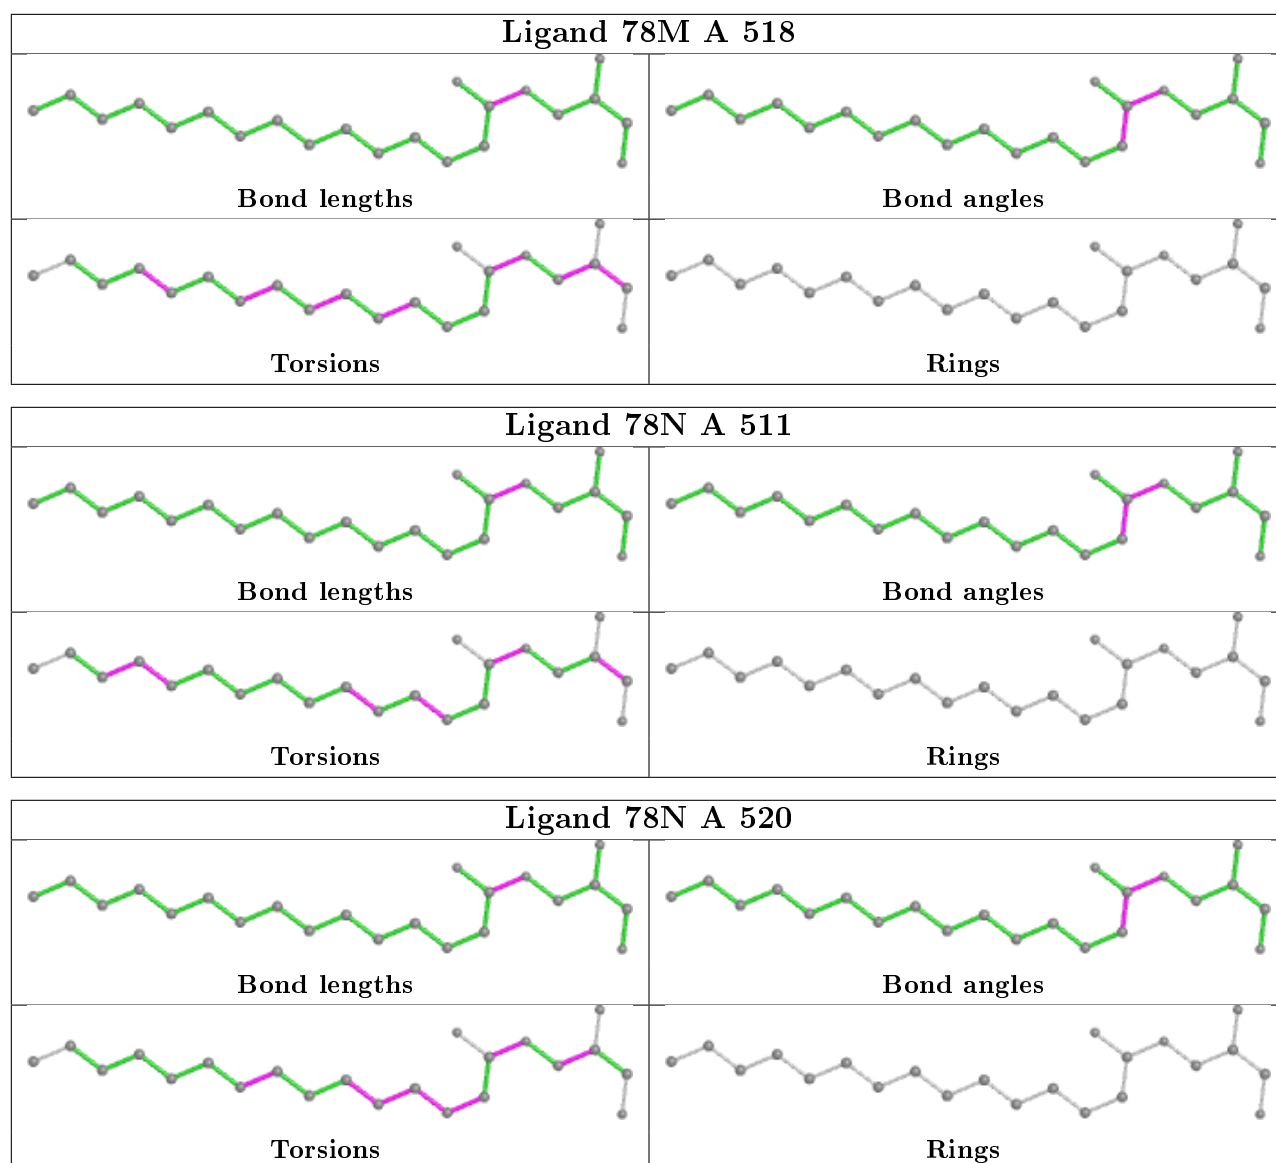 Ligand 78M A 518
Bond lengths
Bond angles
Torsions
Rings
Ligand 78N A 511
Bond lengths
Bond angles
Torsions
Rings
Ligand 78N A 520
Bond lengths
Bond angles
Torsions
Rings